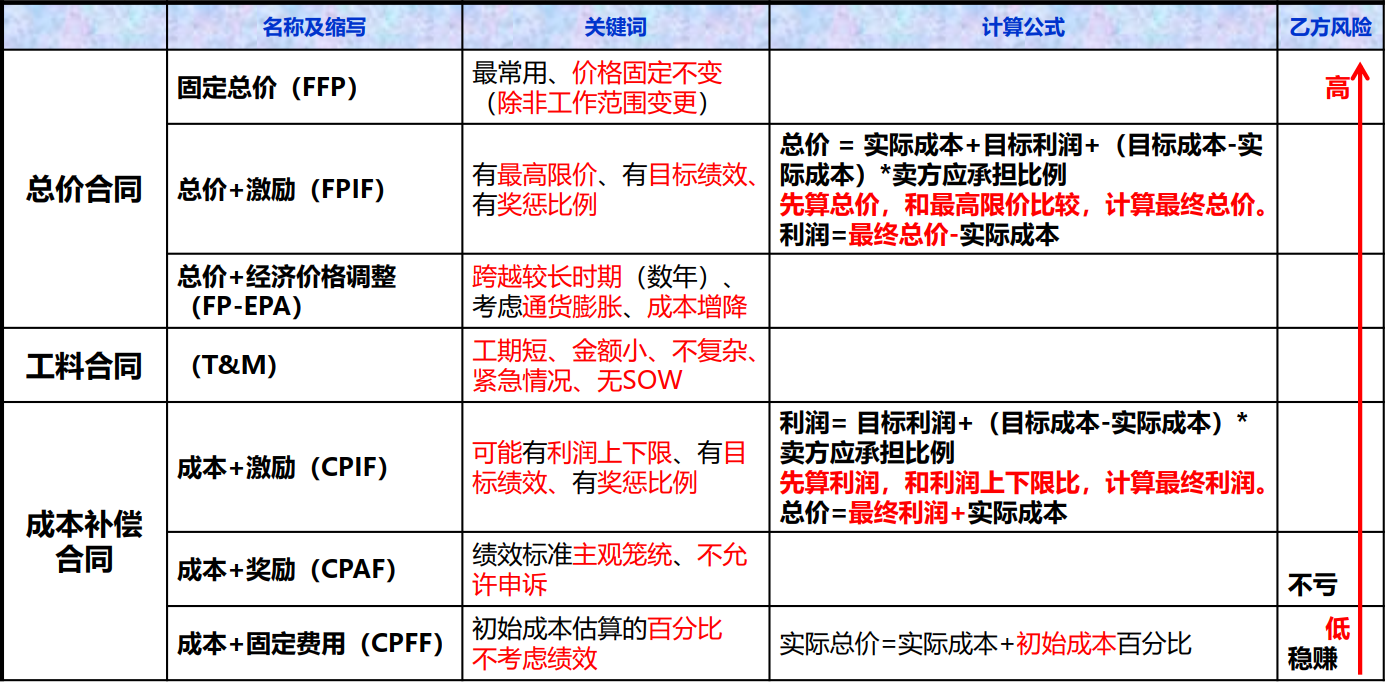 名称及缩写 关键词 计算公式 乙方风险
总价合同
固定总价（FFP）
最常用、价格固定不变
（除非工作范围变更）
高
总价+激励（FPIF）
有最高限价、有目标绩效、
有奖惩比例
总价 = 实际成本+目标利润+（目标成本-实
际成本）*卖方应承担比例
先算总价，和最高限价比较，计算最终总价。
利润=最终总价-实际成本
总价+经济价格调整
（FP-EPA）
跨越较长时期（数年）、
考虑通货膨胀、成本增降
工料合同
（T&M）
工期短、金额小、不复杂、
紧急情况、无SOW
成本补偿
合同
成本+激励（CPIF）
可能有利润上下限、有目
标绩效、有奖惩比例
利润= 目标利润+（目标成本-实际成本）*
卖方应承担比例
先算利润，和利润上下限比，计算最终利润。
总价=最终利润+实际成本
成本+奖励（CPAF）
绩效标准主观笼统、不允
许申诉
不亏
成本+固定费用（CPFF）
初始成本估算的百分比
不考虑绩效
实际总价=实际成本+初始成本百分比
低
稳赚